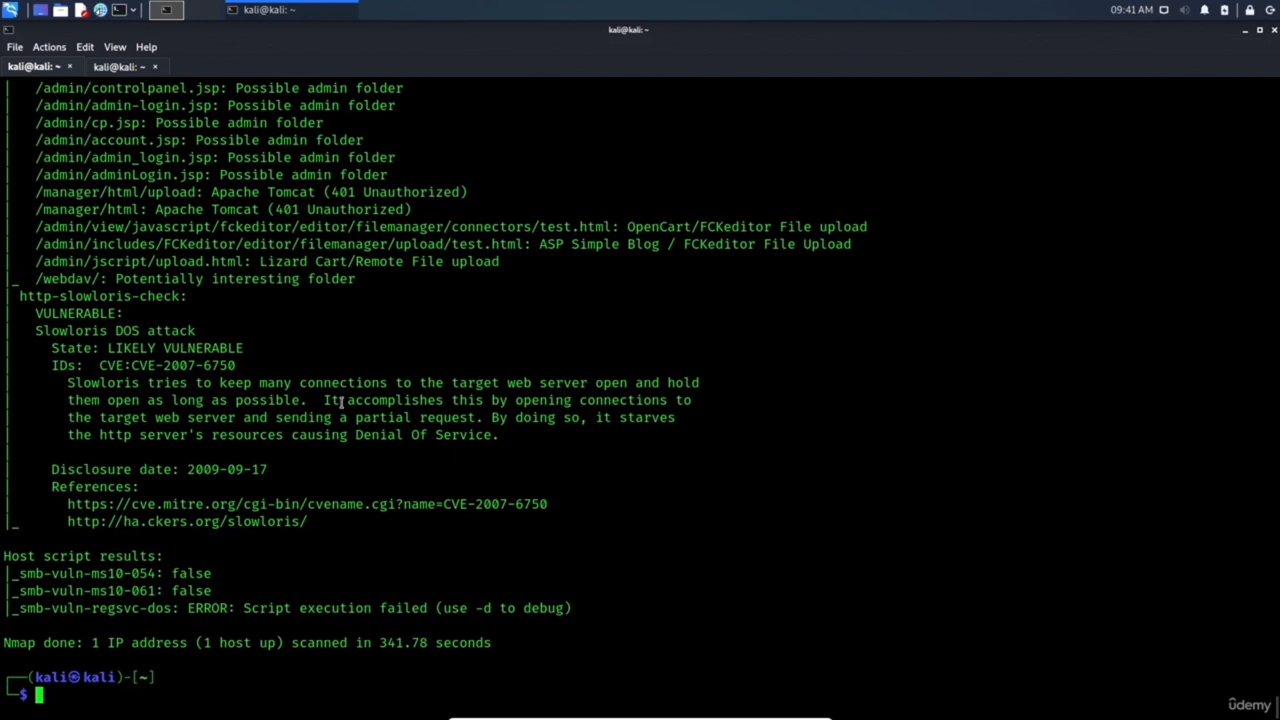 kali@kali: ~
09:41 AM
kali@kali:~
File Actions Edit View Help
kali@kali: ~ × kali@kali: ~ ×
| /admin/controlpanel.jsp: Possible admin folder
| /admin/admin-login.jsp: Possible admin folder
| /admin/cp.jsp: Possible admin folder
| /admin/account.jsp: Possible admin folder
| /admin/admin_login.jsp: Possible admin folder
| /admin/adminLogin.jsp: Possible admin folder
| /manager/html/upload: Apache Tomcat (401 Unauthorized)
| /manager/html: Apache Tomcat (401 Unauthorized)
| /admin/view/javascript/fckeditor/editor/filemanager/connectors/test.html: OpenCart/FCKeditor File upload
| /admin/includes/FCKeditor/editor/filemanager/upload/test.html: ASP Simple Blog / FCKeditor File Upload
| /admin/jscript/upload.html: Lizard Cart/Remote File upload
|_ /webdav/: Potentially interesting folder
| http-slowloris-check:
| VULNERABLE:
| Slowloris DOS attack
| State: LIKELY VULNERABLE
| IDs: CVE:CVE-2007-6750
| Slowloris tries to keep many connections to the target web server open and hold
| them open as long as possible. It accomplishes this by opening connections to
| the target web server and sending a partial request. By doing so, it starves
| the http server's resources causing Denial Of Service.
|
| Disclosure date: 2009-09-17
| References:
| https://cve.mitre.org/cgi-bin/cvename.cgi?name=CVE-2007-6750
|_ http://ha.ckers.org/slowloris/
Host script results:
|_smb-vuln-ms10-054: false
|_smb-vuln-ms10-061: false
|_smb-vuln-regsvc-dos: ERROR: Script execution failed (use -d to debug)
Nmap done: 1 IP address (1 host up) scanned in 341.78 seconds
┌──(kali㉿kali)-[~]
└─$
ûdemy